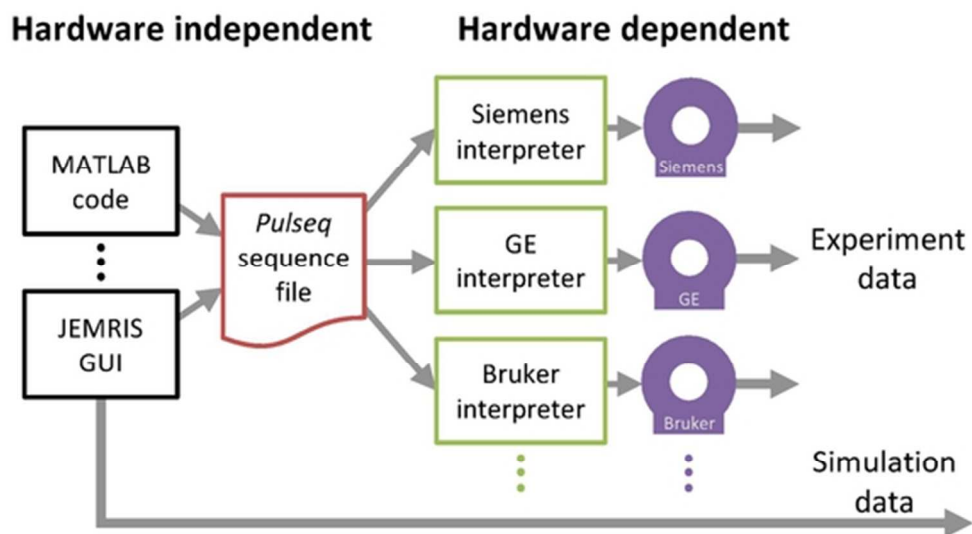 Hardware independent
Hardware dependent
MATLAB
code
JEMRIS
GUI
Pulseq
sequence
file
Siemens
interpreter
Siemens
GE
interpreter
GE
Bruker
interpreter
Bruker
Experiment
data
Simulation
data